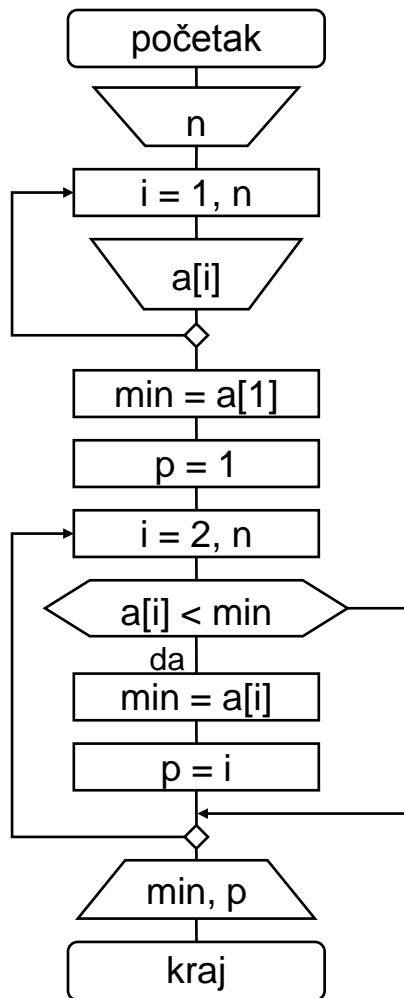 početak
n
i = 1, n
a[i]
min = a[1]
p = 1
i = 2, n
a[i] < min
da
min = a[i]
p = i
min, p
kraj